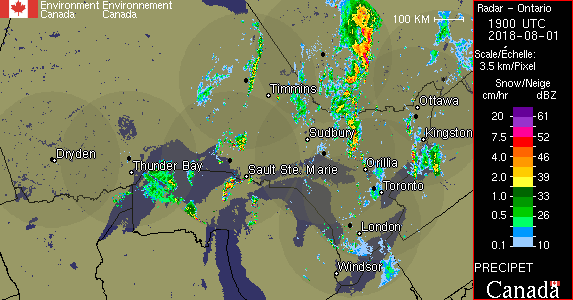 Environment Environnement
Canada Canada
100 KM
Timmins
Ottawa
Sudbury
Kingston
Dryden
Thunder Bay
Sault Ste. Marie
Orillia
Toronto
London
Windsor
Radar - Ontario
1900 UTC
2018-08-01
Scale/Échelle:
3.5 km/Pixel
Snow/Neige
cm/hr dBZ
20 61
7.5 52
4.0 46
2.0 39
1.0 33
0.5 26
0.1 10
PRECIPET
Canada